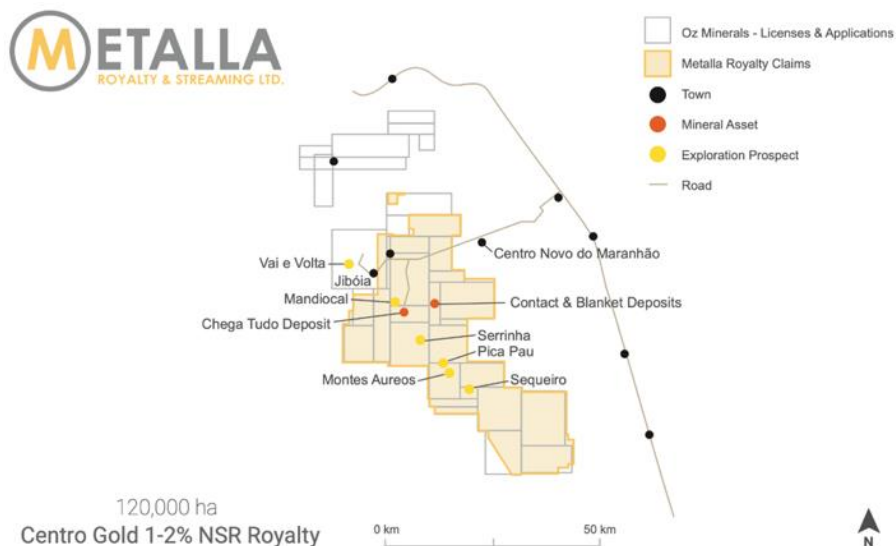 METALLA
ROYALTY & STREAMING LTD.
Oz Minerals - Licenses & Applications
Metalla Royalty Claims
Town
Mineral Asset
Exploration Prospect
Road
Centro Novo do Maranhão
Vai e Volta
Jibóia
Mandiocal
Contact & Blanket Deposits
Chega Tudo Deposit
Serrinha
Pica Pau
Montes Aureos
Sequeiro
120,000 ha
Centro Gold 1-2% NSR Royalty
0 km
50 km
N